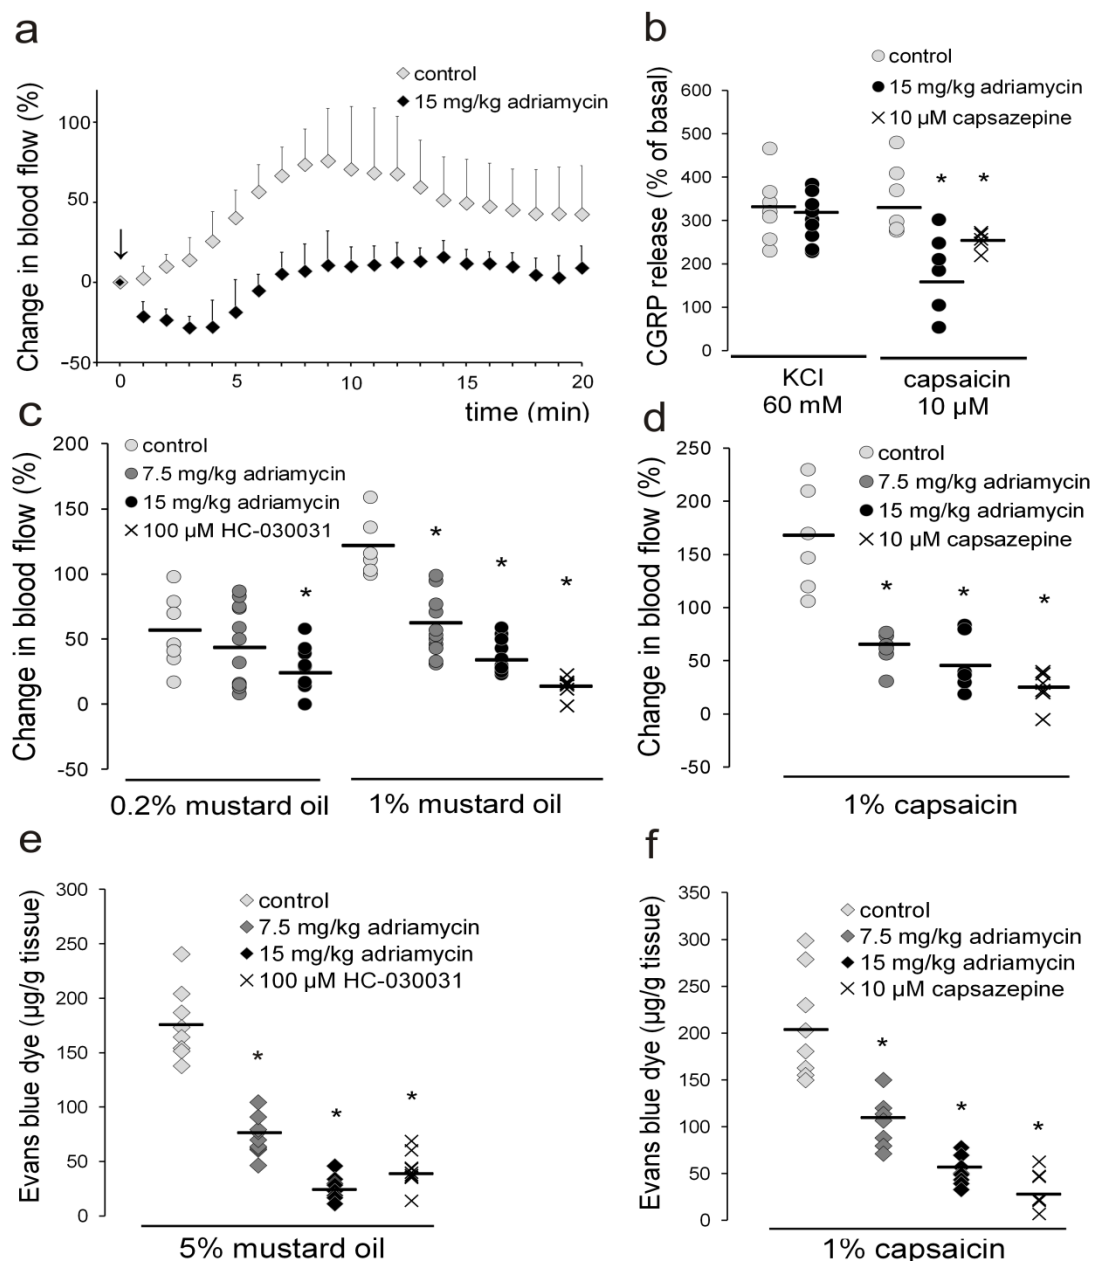 a
control
15 mg/kg adriamycin
Change in blood flow (%)
100
50
0
-50
0
5
10
15
20
time (min)
b
control
15 mg/kg adriamycin
10 µM capsazepine
CGRP release (% of basal)
600
500
400
300
200
100
0
* *
KCl
60 mM
capsaicin
10 µM
c
control
7.5 mg/kg adriamycin
15 mg/kg adriamycin
100 µM HC-030031
Change in blood flow (%)
200
150
100
50
0
-50
* * * *
0.2% mustard oil
1% mustard oil
d
control
7.5 mg/kg adriamycin
15 mg/kg adriamycin
10 µM capsazepine
Change in blood flow (%)
250
200
150
100
50
0
-50
* * *
1% capsaicin
e
control
7.5 mg/kg adriamycin
15 mg/kg adriamycin
100 µM HC-030031
Evans blue dye (µg/g tissue)
300
250
200
150
100
50
0
* * *
5% mustard oil
f
control
7.5 mg/kg adriamycin
15 mg/kg adriamycin
10 µM capsazepine
Evans blue dye (µg/g tissue)
350
300
250
200
150
100
50
0
* * *
1% capsaicin